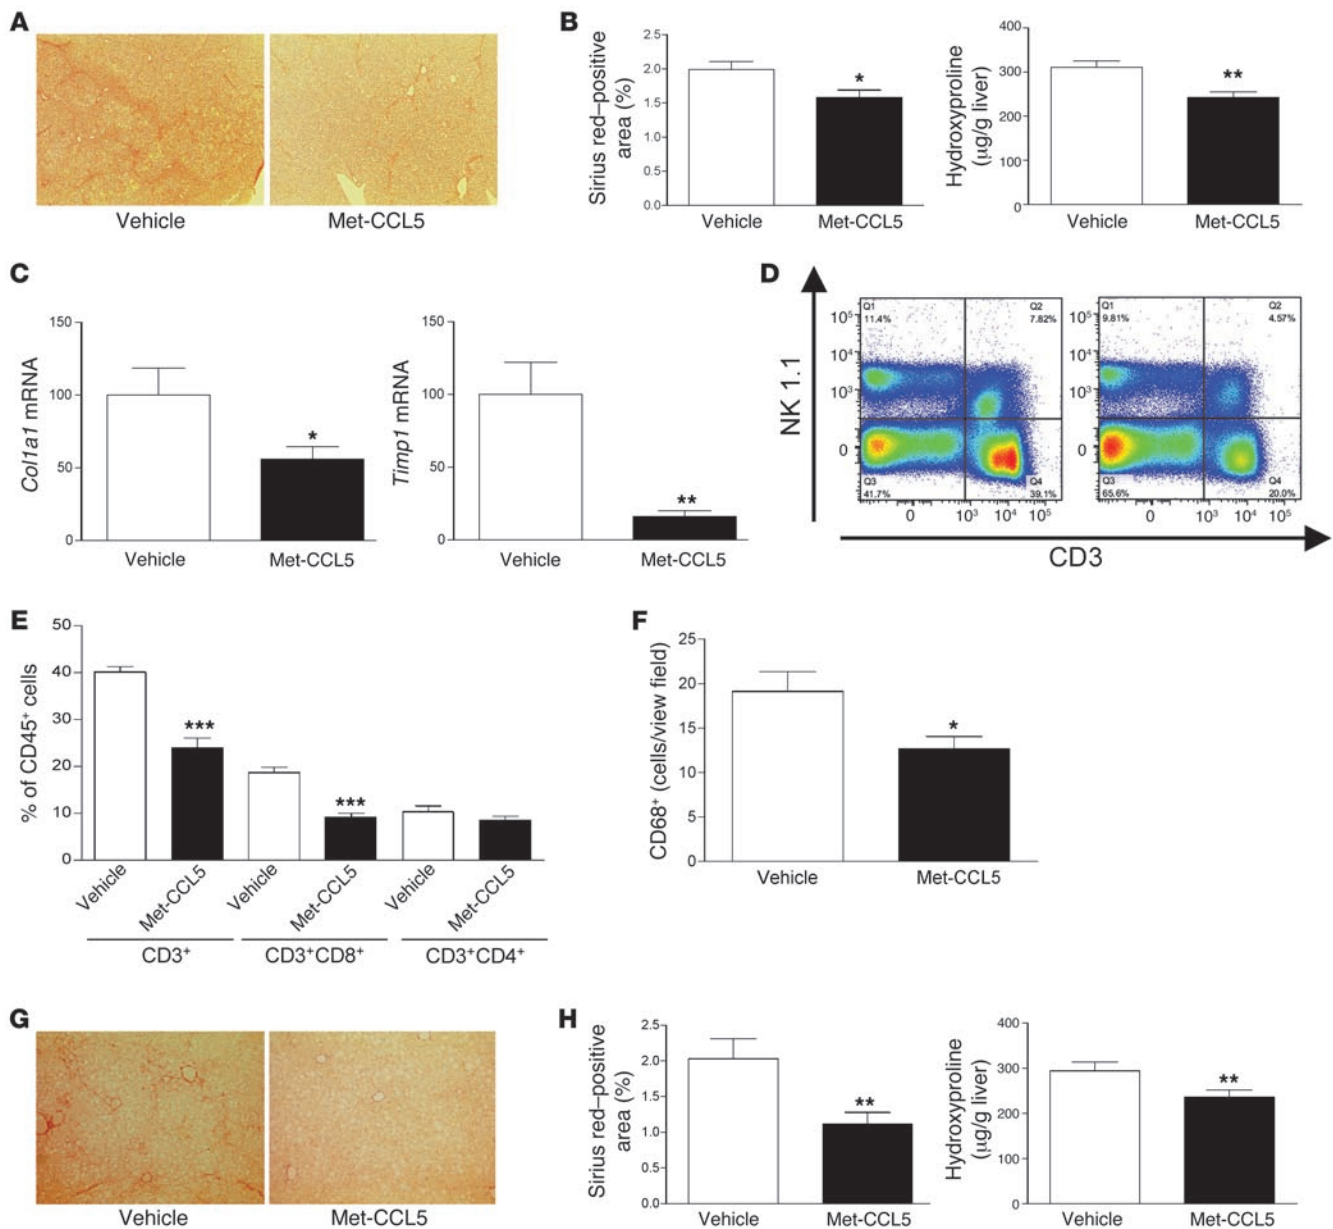 A
Vehicle
Met-CCL5
B
Sirius red–positive
area (%)
2.5
2.0
1.5
1.0
0.5
0.0
*
Vehicle
Met-CCL5
Hydroxyproline
(µg/g liver)
400
300
200
100
0
**
Vehicle
Met-CCL5
C
Col1a1 mRNA
150
100
50
0
*
Vehicle
Met-CCL5
Timp1 mRNA
150
100
50
0
**
Vehicle
Met-CCL5
D
NK 1.1
10⁵
10⁴
10³
0
Q1
11.4%
Q2
7.82%
Q3
41.7%
Q4
39.1%
0
10³
10⁴
10⁵
10⁵
10⁴
10³
0
Q1
9.81%
Q2
4.57%
Q3
65.6%
Q4
20.0%
0
10³
10⁴
10⁵
CD3
E
% of CD45⁺ cells
50
40
30
20
10
0
***
***
Vehicle
Met-CCL5
Vehicle
Met-CCL5
Vehicle
Met-CCL5
CD3⁺
CD3⁺CD8⁺
CD3⁺CD4⁺
F
CD68⁺ (cells/view field)
25
20
15
10
5
0
*
Vehicle
Met-CCL5
G
Vehicle
Met-CCL5
H
Sirius red–positive
area (%)
2.5
2.0
1.5
1.0
0.5
0.0
**
Vehicle
Met-CCL5
Hydroxyproline
(µg/g liver)
400
300
200
100
0
**
Vehicle
Met-CCL5